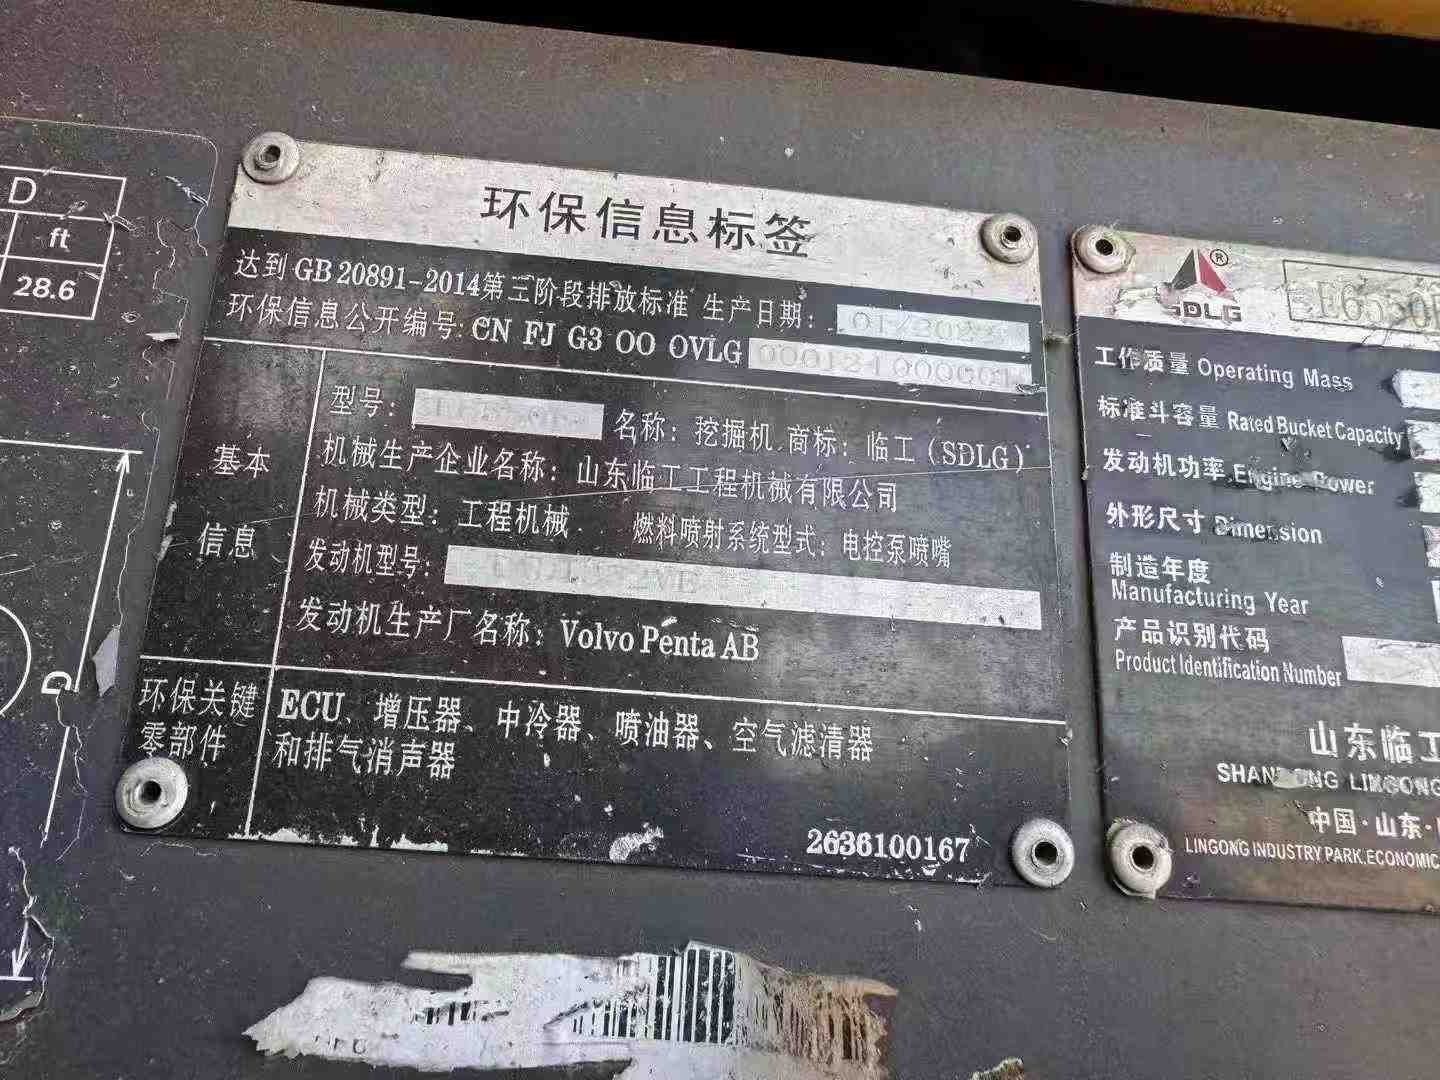 D
ft
28.6
D
环保信息标签
达到 GB 20891-2014第三阶段排放标准 生产日期:
环保信息公开编号: CN FJ G3 OO OVLG
基本
信息
型号: 名称: 挖掘机 商标: 临工 (SDLG)
机械生产企业名称: 山东临工工程机械有限公司
机械类型: 工程机械 燃料喷射系统型式: 电控泵喷嘴
发动机型号:
发动机生产厂名称: Volvo Penta AB
环保关键
零部件
ECU、增压器、中冷器、喷油器、空气滤清器
和排气消声器
2636100167
SDLG ®
工作质量 Operating Mass
标准斗容量 Rated Bucket Capacity
发动机功率 Engine Power
外形尺寸 Dimension
制造年度
Manufacturing Year
产品识别代码
Product Identification Number
山东临工
SHANDONG LINGONG
中国·山东·
LINGONG INDUSTRY PARK, ECONOMIC